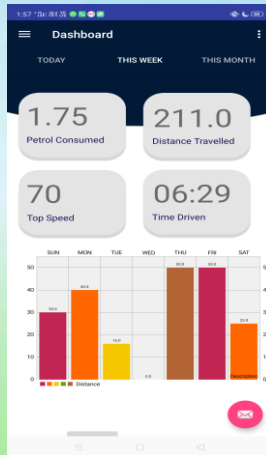 1:57
Dashboard
TODAY THIS WEEK THIS MONTH
1.75
Petrol Consumed
211.0
Distance Travelled
70
Top Speed
06:29
Time Driven
SUN MON TUE WED THU FRI SAT
50
40
30
20
10
0
30.0 40.0 16.0 0.0 50.0 50.0 25.0
Distance
Description